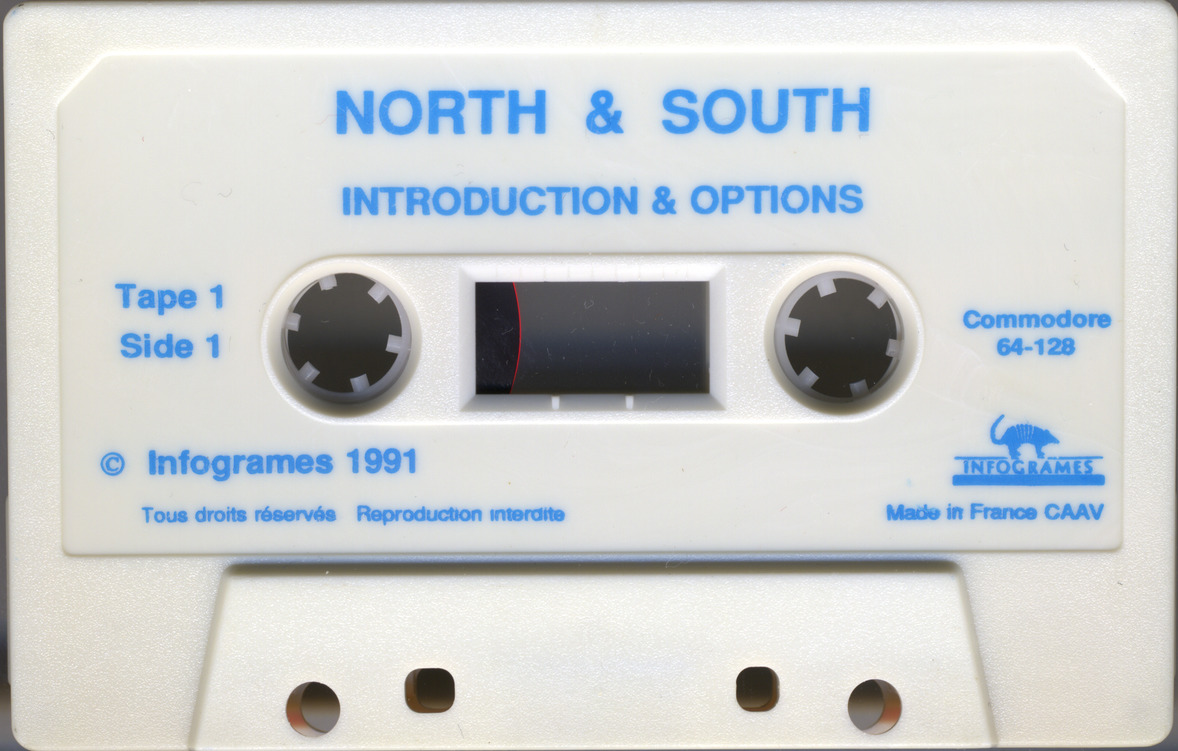 NORTH & SOUTH
INTRODUCTION & OPTIONS
Tape 1
Side 1
Commodore
64-128
© Infogrames 1991
INFOGRAMES
Tous droits réservés Reproduction interdite
Made in France CAAV